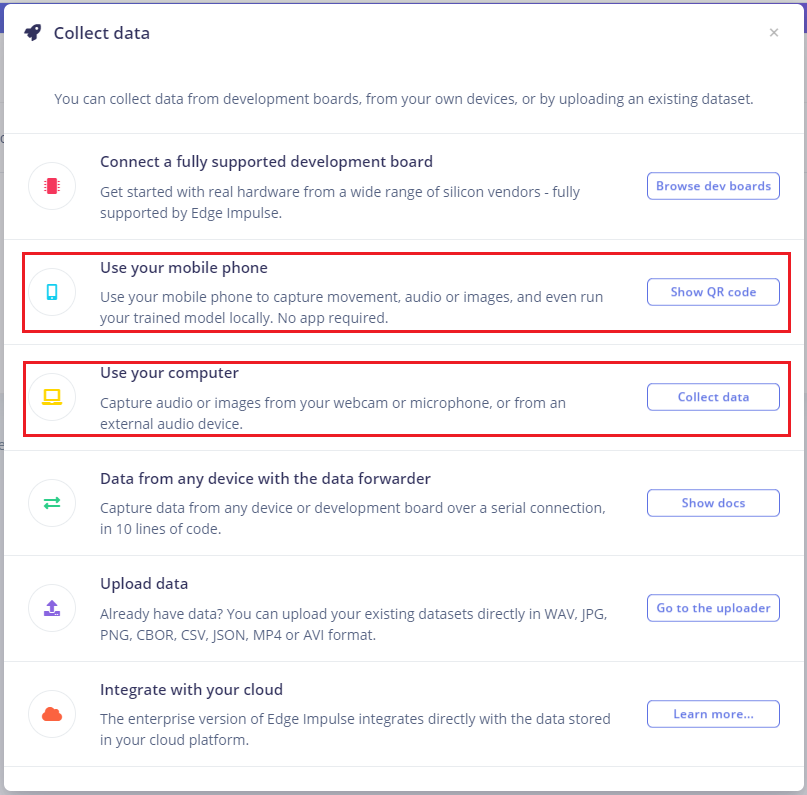 Collect data
×
You can collect data from development boards, from your own devices, or by uploading an existing dataset.
Connect a fully supported development board
Get started with real hardware from a wide range of silicon vendors - fully
supported by Edge Impulse.
Browse dev boards
Use your mobile phone
Use your mobile phone to capture movement, audio or images, and even run
your trained model locally. No app required.
Show QR code
Use your computer
Capture audio or images from your webcam or microphone, or from an
external audio device.
Collect data
Data from any device with the data forwarder
Capture data from any device or development board over a serial connection,
in 10 lines of code.
Show docs
Upload data
Already have data? You can upload your existing datasets directly in WAV, JPG,
PNG, CBOR, CSV, JSON, MP4 or AVI format.
Go to the uploader
Integrate with your cloud
The enterprise version of Edge Impulse integrates directly with the data stored
in your cloud platform.
Learn more...